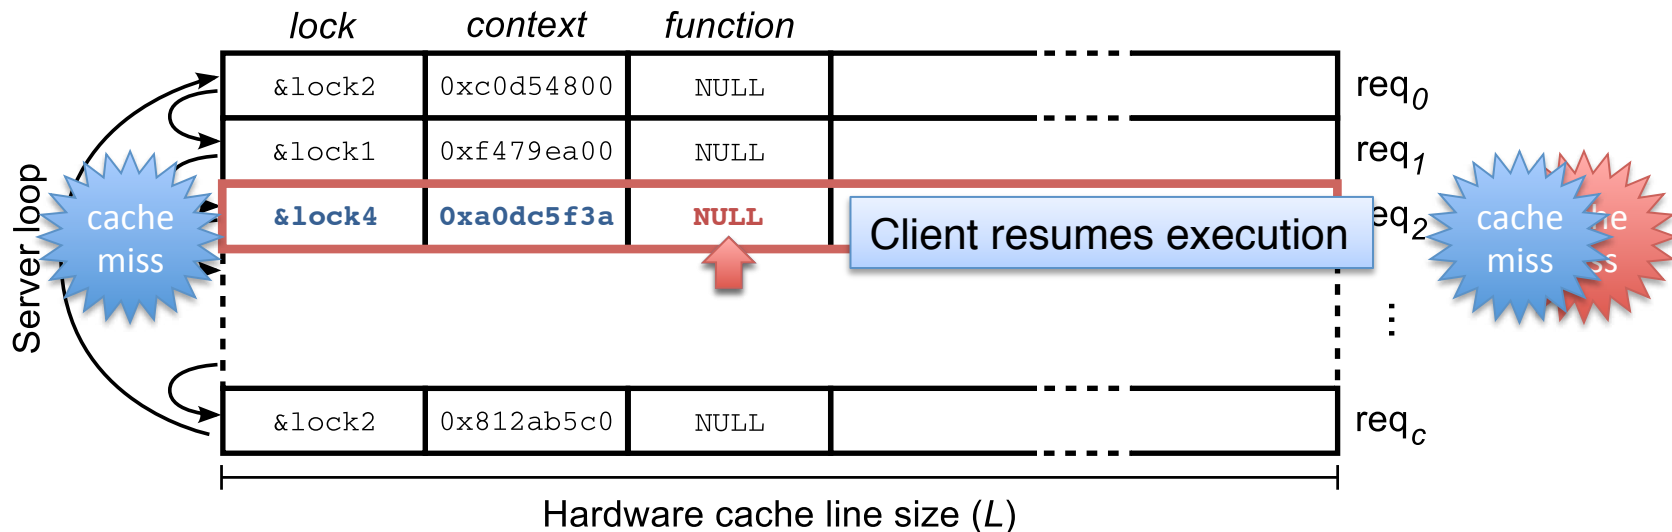 lock context function
&lock2 0xc0d54800 NULL req0
&lock1 0xf479ea00 NULL req1
&lock4 0xa0dc5f3a NULL Client resumes execution
cache miss
cache miss
Server loop
⋮
&lock2 0x812ab5c0 NULL reqc
Hardware cache line size (L)